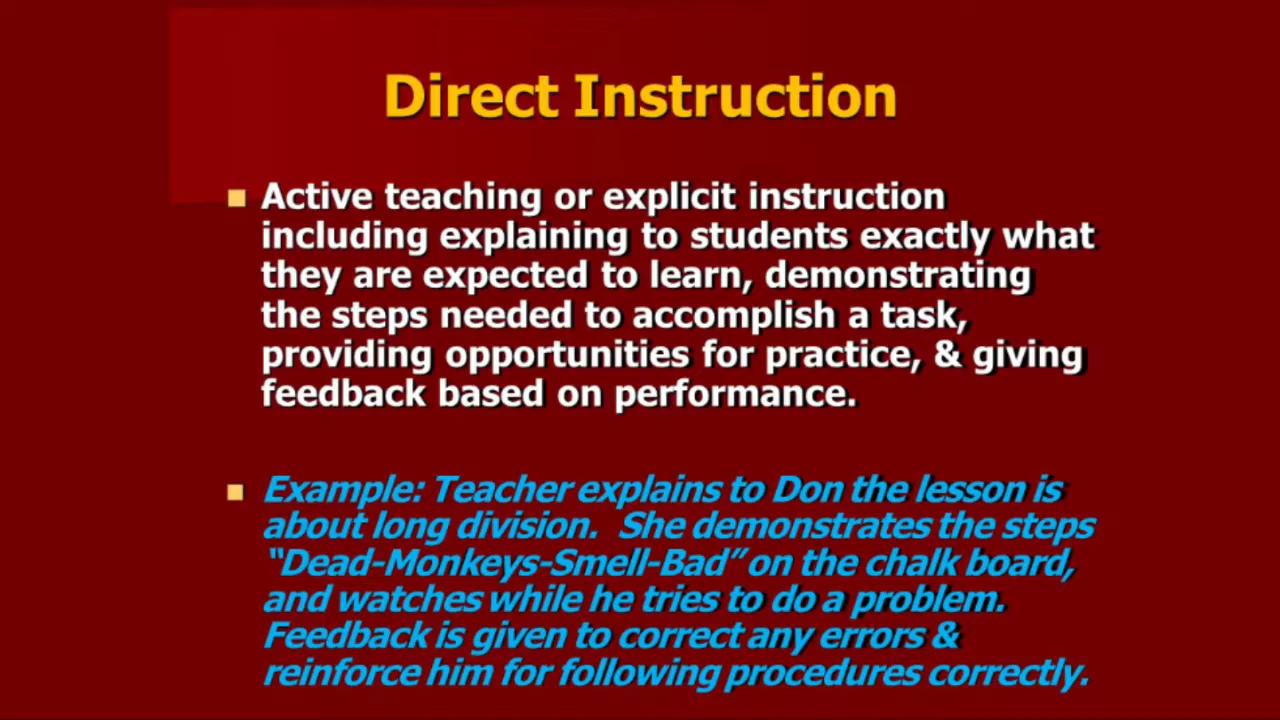 Direct Instruction
Active teaching or explicit instruction
including explaining to students exactly what
they are expected to learn, demonstrating
the steps needed to accomplish a task,
providing opportunities for practice, & giving
feedback based on performance.
Example: Teacher explains to Don the lesson is
about long division.  She demonstrates the steps
“Dead-Monkeys-Smell-Bad” on the chalk board,
and watches while he tries to do a problem.
Feedback is given to correct any errors &
reinforce him for following procedures correctly.